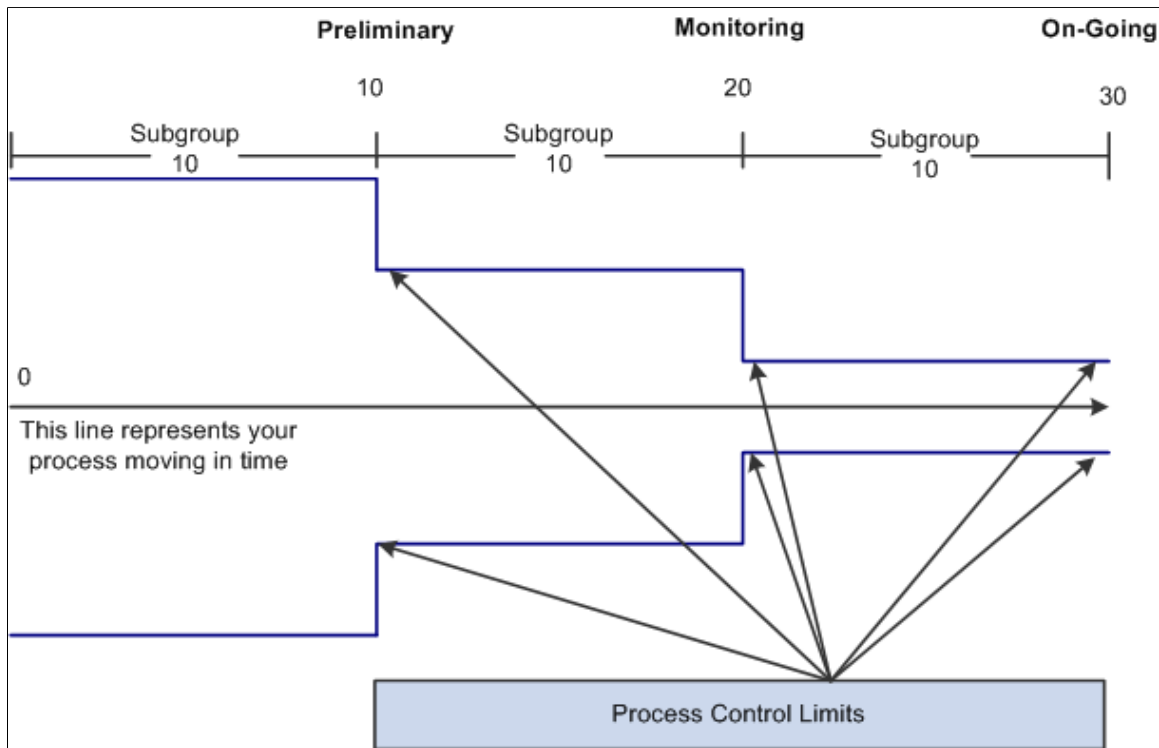 Preliminary
Monitoring
On-Going
10
20
30
Subgroup
10
Subgroup
10
Subgroup
10
0
This line represents your
process moving in time
Process Control Limits